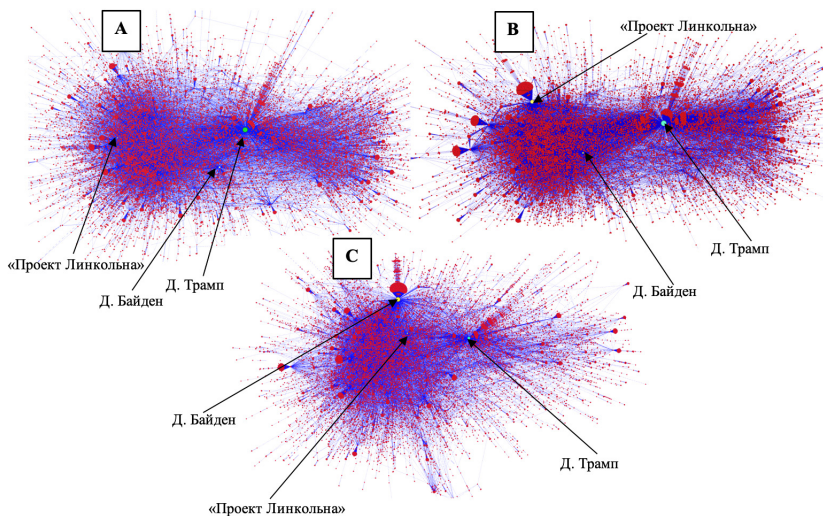 A
B
«Проект Линкольна»
«Проект Линкольна»
Д. Байден
Д. Трамп
Д. Трамп
Д. Байден
C
Д. Байден
Д. Трамп
«Проект Линкольна»